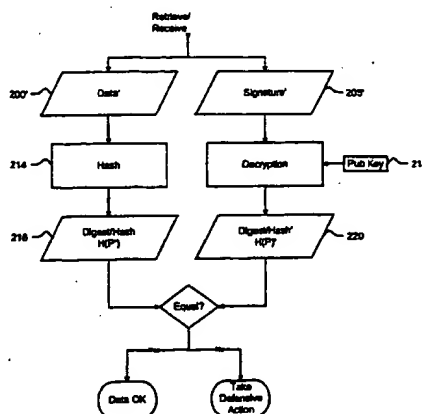 Retrieve/
Receive
200'
Data'
Signature'
205'
214
Hash
Decryption
Pub Key
21
216
Digest/Hash
H(P')
Digest/Hash'
H(P)'
220
Equal?
Data OK
Take
Defensive
Action